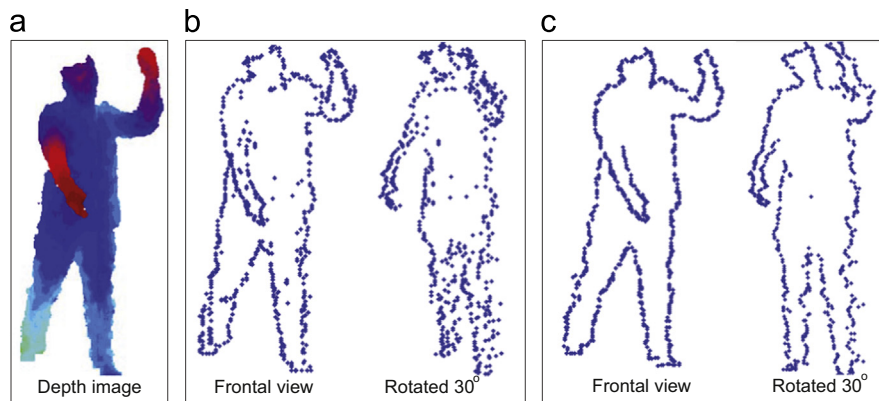 a
b
c
Depth image
Frontal view
Rotated 30°
Frontal view
Rotated 30°